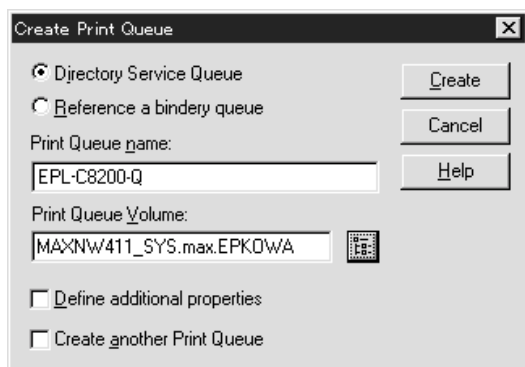 Create Print Queue
Directory Service Queue
Reference a bindery queue
Print Queue name:
EPL-C8200-Q
Print Queue Volume:
MAXNW411_SYS.max.EPKOWA
Define additional properties
Create another Print Queue
Create
Cancel
Help